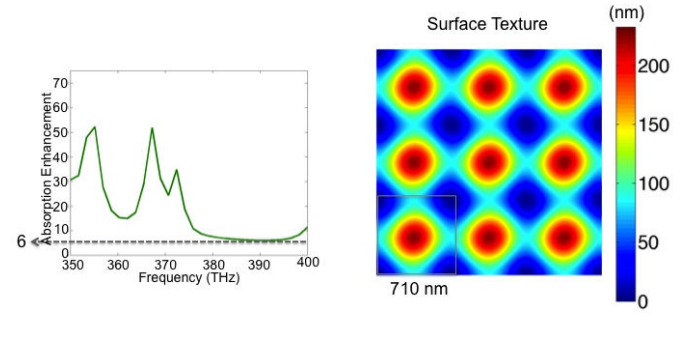 (nm)
Surface Texture
70
60
50
40
30
20
10
0
Absorption Enhancement
6
350 360 370 380 390 400
Frequency (THz)
200
150
100
50
0
710 nm